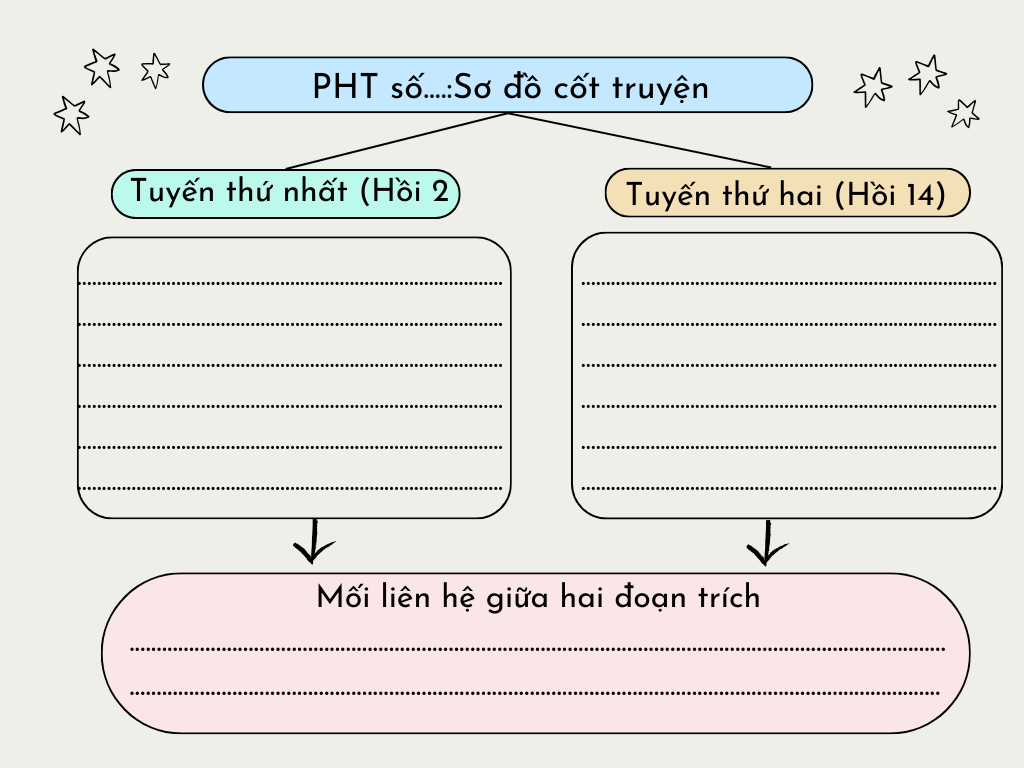 PHT số....:Sơ đồ cốt truyện
Tuyến thứ nhất (Hồi 2
Tuyến thứ hai (Hồi 14)
Mối liên hệ giữa hai đoạn trích